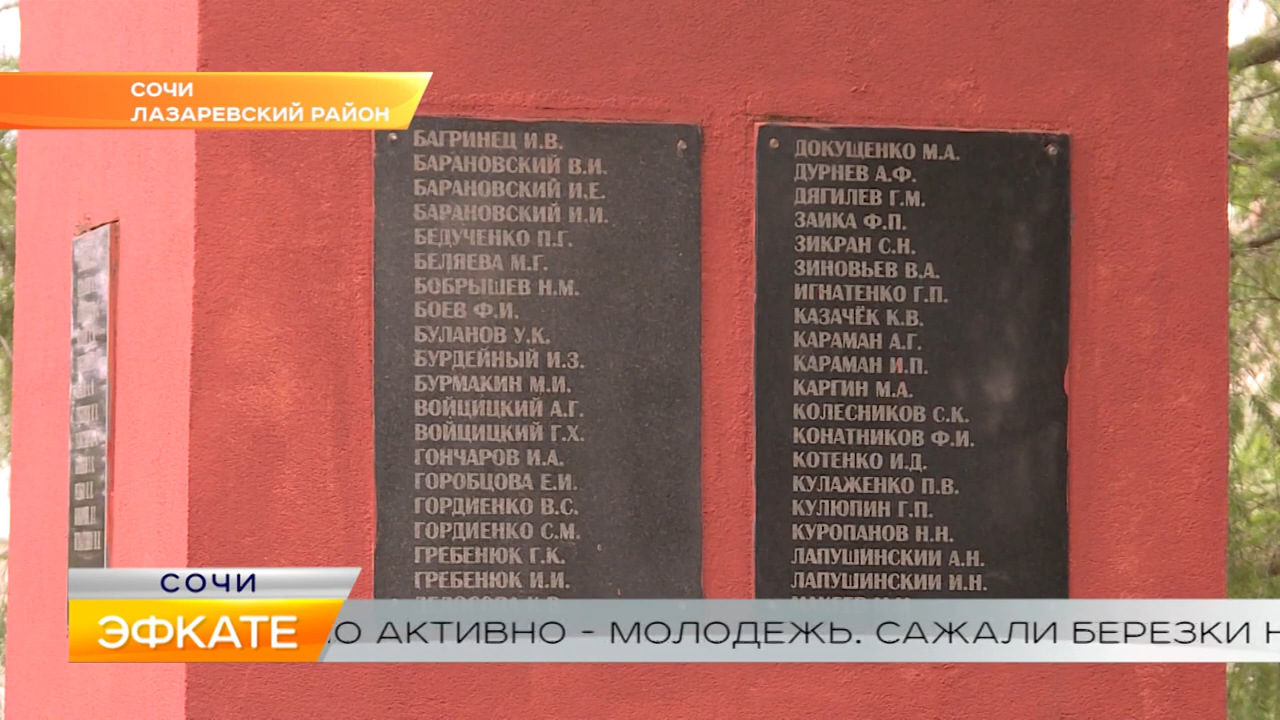 СОЧИ
ЛАЗАРЕВСКИЙ РАЙОН
БАГРИНЕЦ И.В.
БАРАНОВСКИЙ В.И.
БАРАНОВСКИЙ И.Е.
БАРАНОВСКИЙ И.И.
БЕДУЧЕНКО П.Г.
БЕЛЯЕВА М.Г.
БОБРЫШЕВ Н.М.
БОЕВ Ф.И.
БУЛАНОВ У.К.
БУРДЕЙНЫЙ И.З.
БУРМАКИН М.И.
ВОЙЦИЦКИЙ А.Г.
ВОЙЦИЦКИЙ Г.Х.
ГОНЧАРОВ И.А.
ГОРОБЦОВА Е.И.
ГОРДИЕНКО В.С.
ГОРДИЕНКО С.М.
ГРЕБЕНЮК Г.К.
ГРЕБЕНЮК И.И.
ДОКУЩЕНКО М.А.
ДУРНЕВ А.Ф.
ДЯГИЛЕВ Г.М.
ЗАИКА Ф.П.
ЗИКРАН С.Н.
ЗИНОВЬЕВ В.А.
ИГНАТЕНКО Г.П.
КАЗАЧЁК К.В.
КАРАМАН А.Г.
КАРАМАН И.П.
КАРГИН М.А.
КОЛЕСНИКОВ С.К.
КОНАТНИКОВ Ф.И.
КОТЕНКО И.Д.
КУЛАЖЕНКО П.В.
КУЛЮПИН Г.П.
КУРОПАНОВ Н.Н.
ЛАПУШИНСКИЙ А.Н.
ЛАПУШИНСКИЙ И.Н.
СОЧИ
ЭФКАТЕ
АКТИВНО - МОЛОДЕЖЬ. САЖАЛИ БЕРЕЗКИ Н